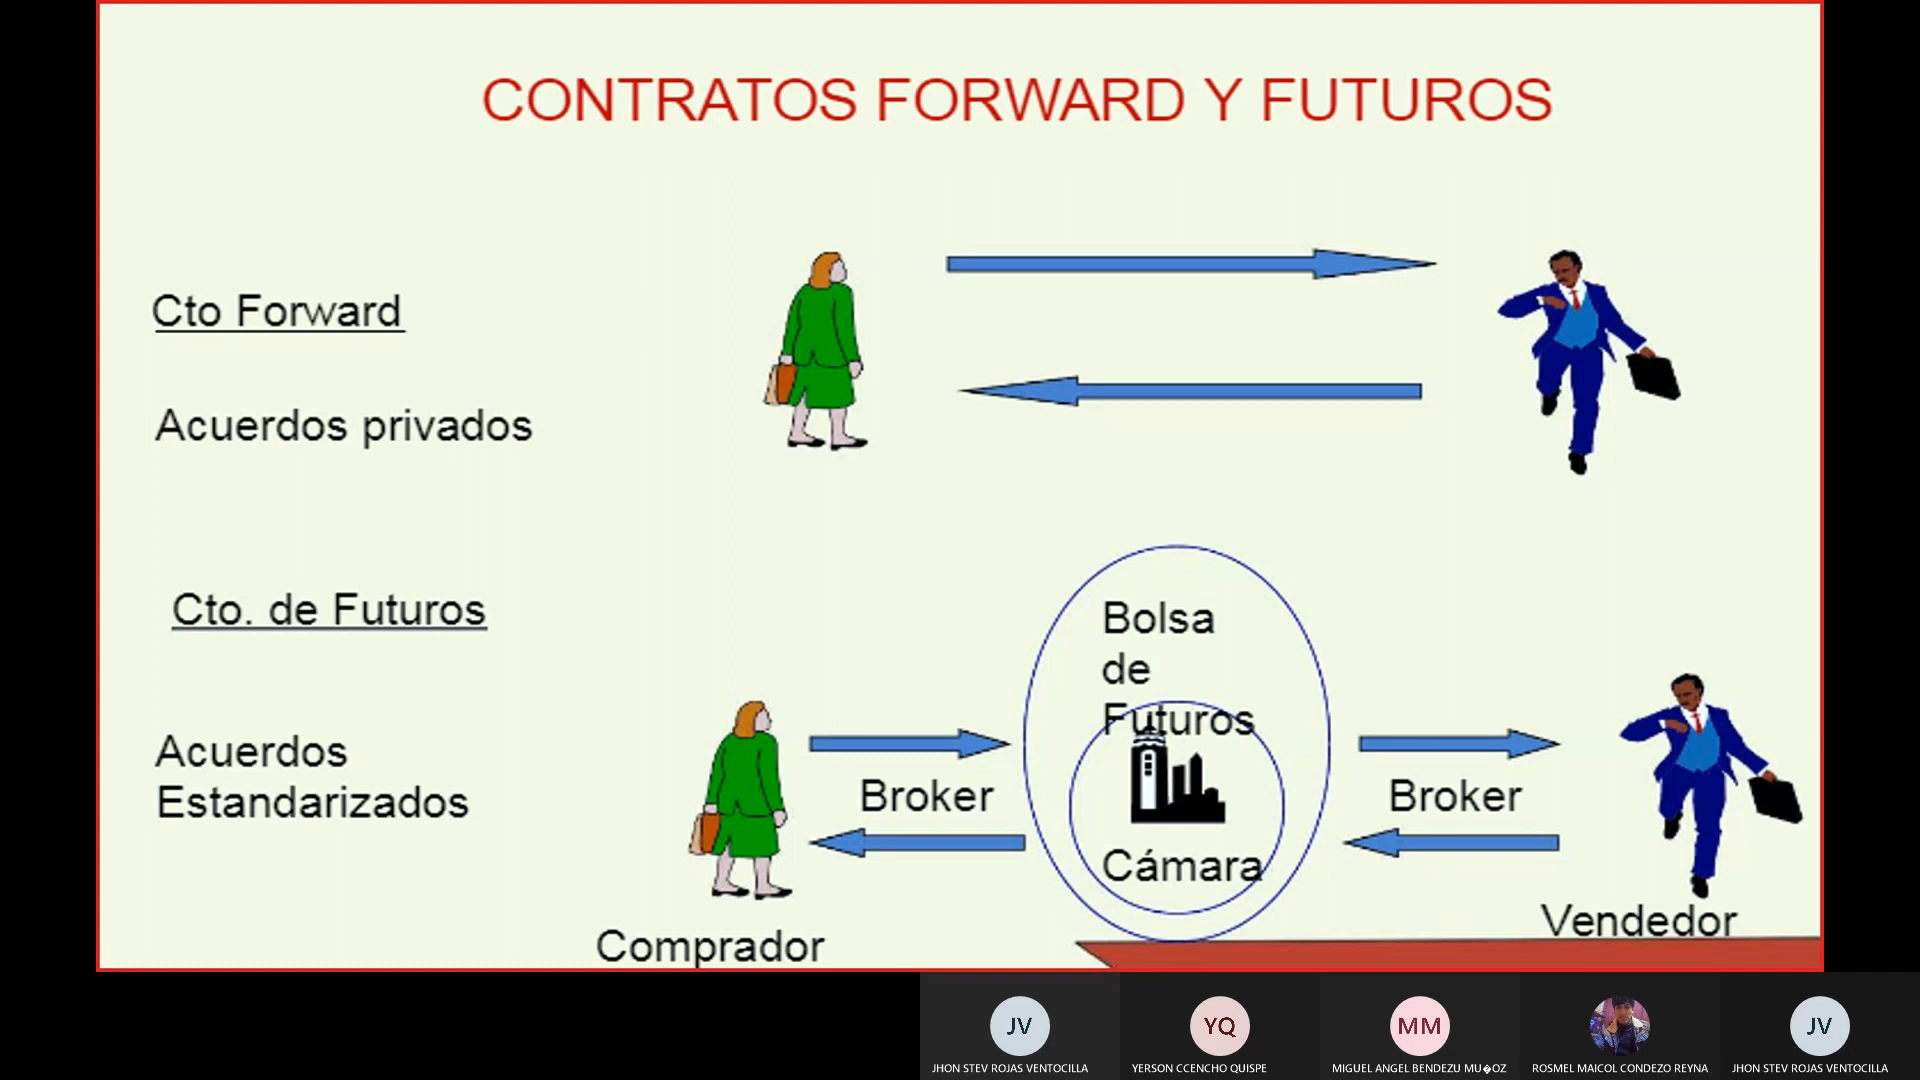 CONTRATOS FORWARD Y FUTUROS
Cto Forward
Acuerdos privados
Cto. de Futuros
Bolsa
de
Futuros
Acuerdos
Estandarizados
Broker
Broker
Cámara
Comprador
Vendedor
JV
YQ
MM
JV
JHON STEV ROJAS VENTOCILLA
YERSON CCENCHO QUISPE
MIGUEL ANGEL BENDEZU MU�OZ
ROSMEL MAICOL CONDEZO REYNA
JHON STEV ROJAS VENTOCILLA